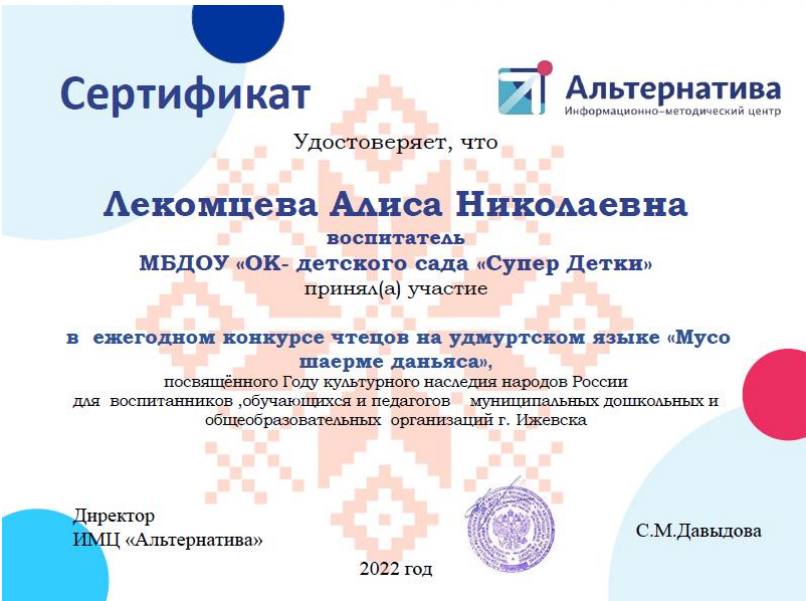 Сертификат
Альтернатива
Информационно-методический центр
Удостоверяет, что
Лекомцева Алиса Николаевна
воспитатель
МБДОУ «ОК- детского сада «Супер Детки»
принял(а) участие
в ежегодном конкурсе чтецов на удмуртском языке «Мусо
шаерме даньяса»,
посвящённого Году культурного наследия народов России
для воспитанников ,обучающихся и педагогов муниципальных дошкольных и
общеобразовательных организаций г. Ижевска
Директор
ИМЦ «Альтернатива»
С.М.Давыдова
2022 год